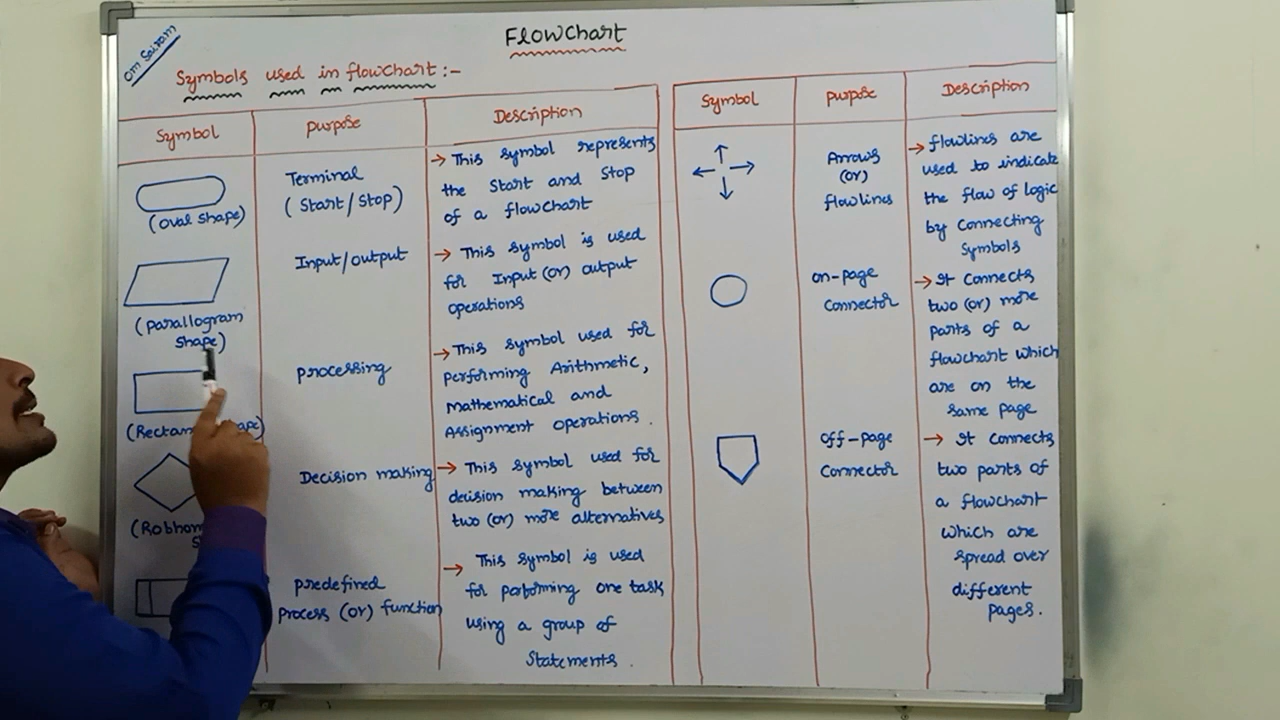 Om Sairam
Flowchart
Symbols used in flowchart :-
Symbol
Purpose
Description
(oval shape)
Terminal
(Start/Stop)
→ This symbol represents
the Start and Stop
of a flowchart
(parallogram
shape)
Input/output
→ This symbol is used
for Input (or) output
operations
processing
→ This symbol used for
performing Arithmetic,
Mathematical and
Assignment operations.
Decision making
→ This symbol used for
decision making between
two (or) more alternatives
predefined
process (or) function
→ This symbol is used
for performing one task
using a group of
statements.
Symbol
Purpose
Description
Arrows
(or)
flowlines
→ flowlines are
used to indicate
the flow of logic
by connecting
symbols
on-page
connector
→ It connects
two (or) more
parts of a
flowchart which
are on the
same page
off-page
connector
→ It connects
two parts of
a flowchart
which are
spread over
different
pages.